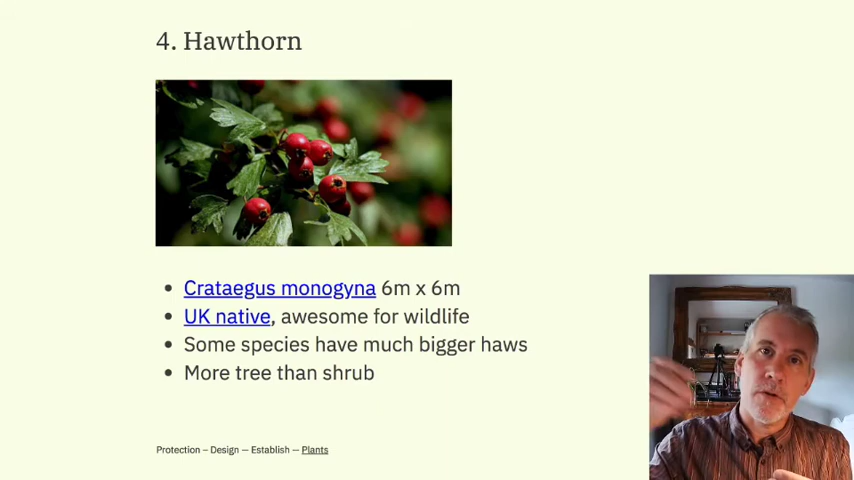 4. Hawthorn
Crataegus monogyna 6m x 6m
UK native, awesome for wildlife
Some species have much bigger haws
More tree than shrub
Protection – Design – Establish – Plants